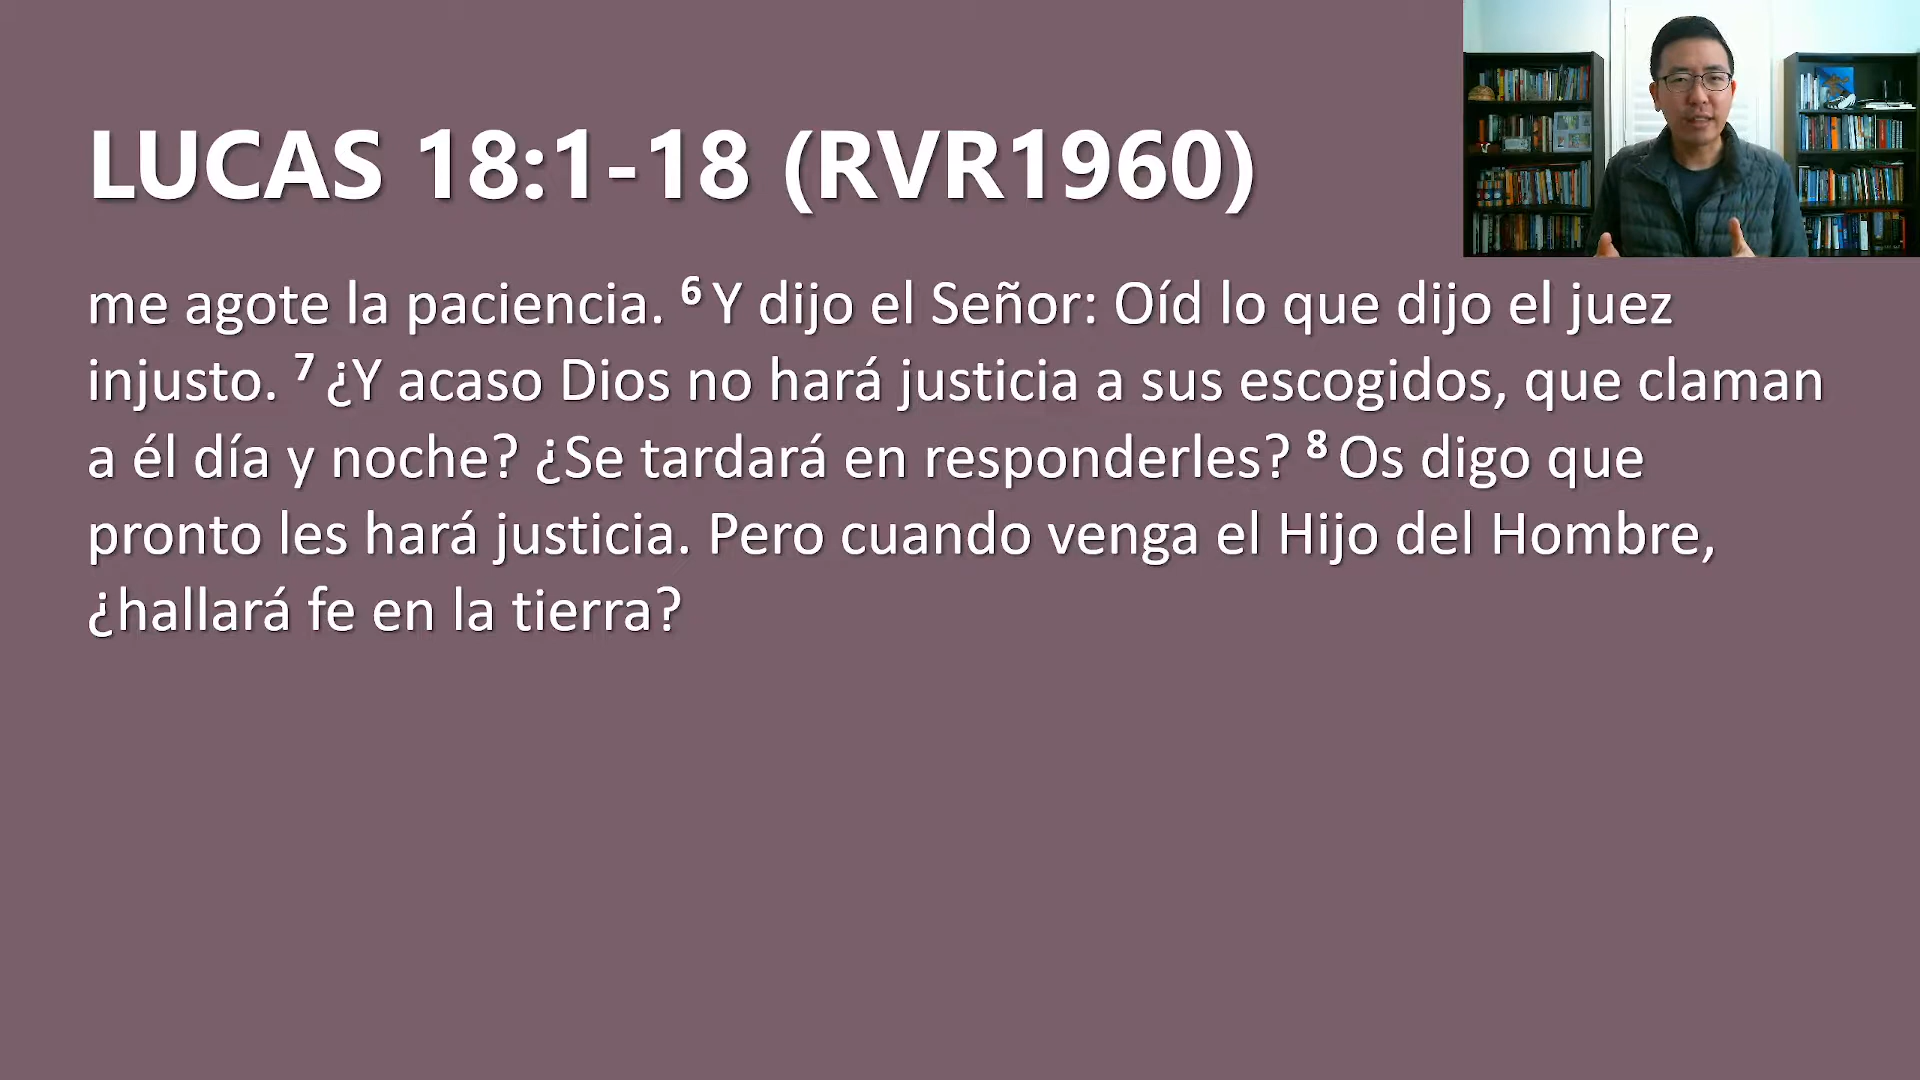 LUCAS 18:1-18 (RVR1960)
me agote la paciencia. 6 Y dijo el Señor: Oíd lo que dijo el juez
injusto. 7 ¿Y acaso Dios no hará justicia a sus escogidos, que claman
a él día y noche? ¿Se tardará en responderles? 8 Os digo que
pronto les hará justicia. Pero cuando venga el Hijo del Hombre,
¿hallará fe en la tierra?